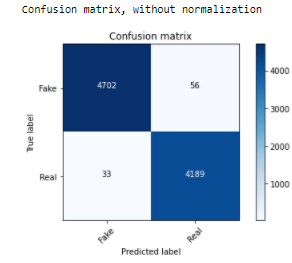 Confusion matrix, without normalization
Confusion matrix
Fake
4702
56
4000
3000
True label
2000
Real
33
4189
1000
Fake
Real
Predicted label